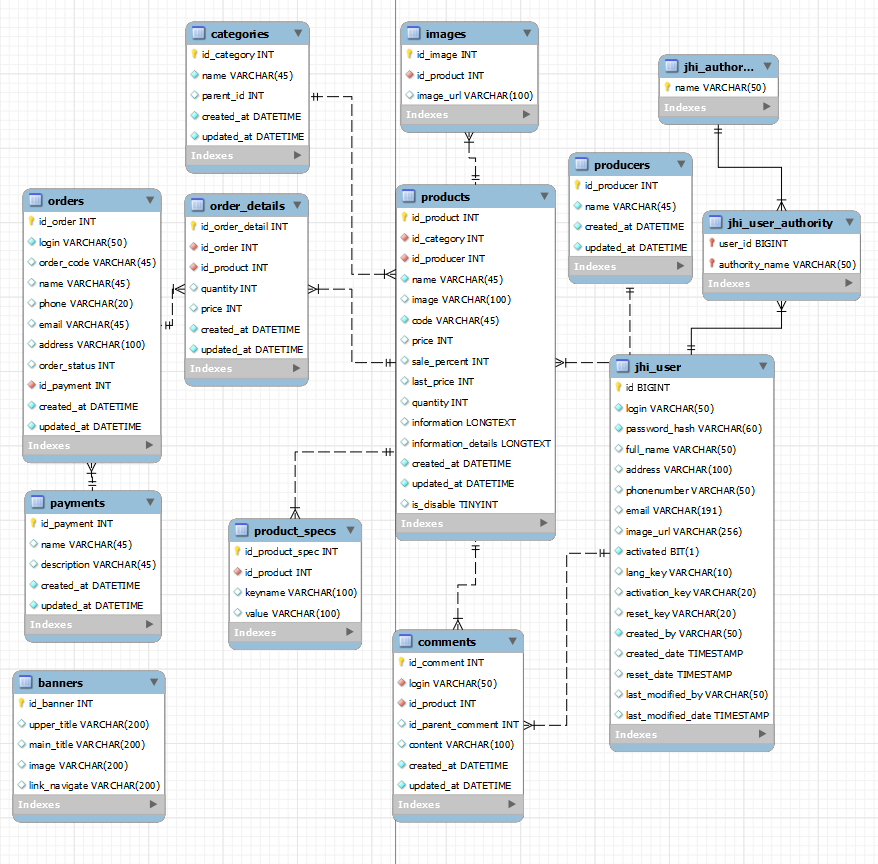 categories
id_category INT
name VARCHAR(45)
parent_id INT
created_at DATETIME
updated_at DATETIME
Indexes
images
id_image INT
id_product INT
image_url VARCHAR(100)
Indexes
jhi_author...
name VARCHAR(50)
Indexes
producers
id_producer INT
name VARCHAR(45)
created_at DATETIME
updated_at DATETIME
Indexes
jhi_user_authority
user_id BIGINT
authority_name VARCHAR(50)
Indexes
orders
id_order INT
login VARCHAR(50)
order_code VARCHAR(45)
name VARCHAR(45)
phone VARCHAR(20)
email VARCHAR(45)
address VARCHAR(100)
order_status INT
id_payment INT
created_at DATETIME
updated_at DATETIME
Indexes
order_details
id_order_detail INT
id_order INT
id_product INT
quantity INT
price INT
created_at DATETIME
updated_at DATETIME
Indexes
products
id_product INT
id_category INT
id_producer INT
name VARCHAR(45)
image VARCHAR(100)
code VARCHAR(45)
price INT
sale_percent INT
last_price INT
quantity INT
information LONGTEXT
information_details LONGTEXT
created_at DATETIME
updated_at DATETIME
is_disable TINYINT
Indexes
jhi_user
id BIGINT
login VARCHAR(50)
password_hash VARCHAR(60)
full_name VARCHAR(50)
address VARCHAR(100)
phonenumber VARCHAR(50)
email VARCHAR(191)
image_url VARCHAR(256)
activated BIT(1)
lang_key VARCHAR(10)
activation_key VARCHAR(20)
reset_key VARCHAR(20)
created_by VARCHAR(50)
created_date TIMESTAMP
reset_date TIMESTAMP
last_modified_by VARCHAR(50)
last_modified_date TIMESTAMP
Indexes
payments
id_payment INT
name VARCHAR(45)
description VARCHAR(45)
created_at DATETIME
updated_at DATETIME
Indexes
product_specs
id_product_spec INT
id_product INT
keyname VARCHAR(100)
value VARCHAR(100)
Indexes
comments
id_comment INT
login VARCHAR(50)
id_product INT
id_parent_comment INT
content VARCHAR(100)
created_at DATETIME
updated_at DATETIME
Indexes
banners
id_banner INT
upper_title VARCHAR(200)
main_title VARCHAR(200)
image VARCHAR(200)
link_navigate VARCHAR(200)
Indexes